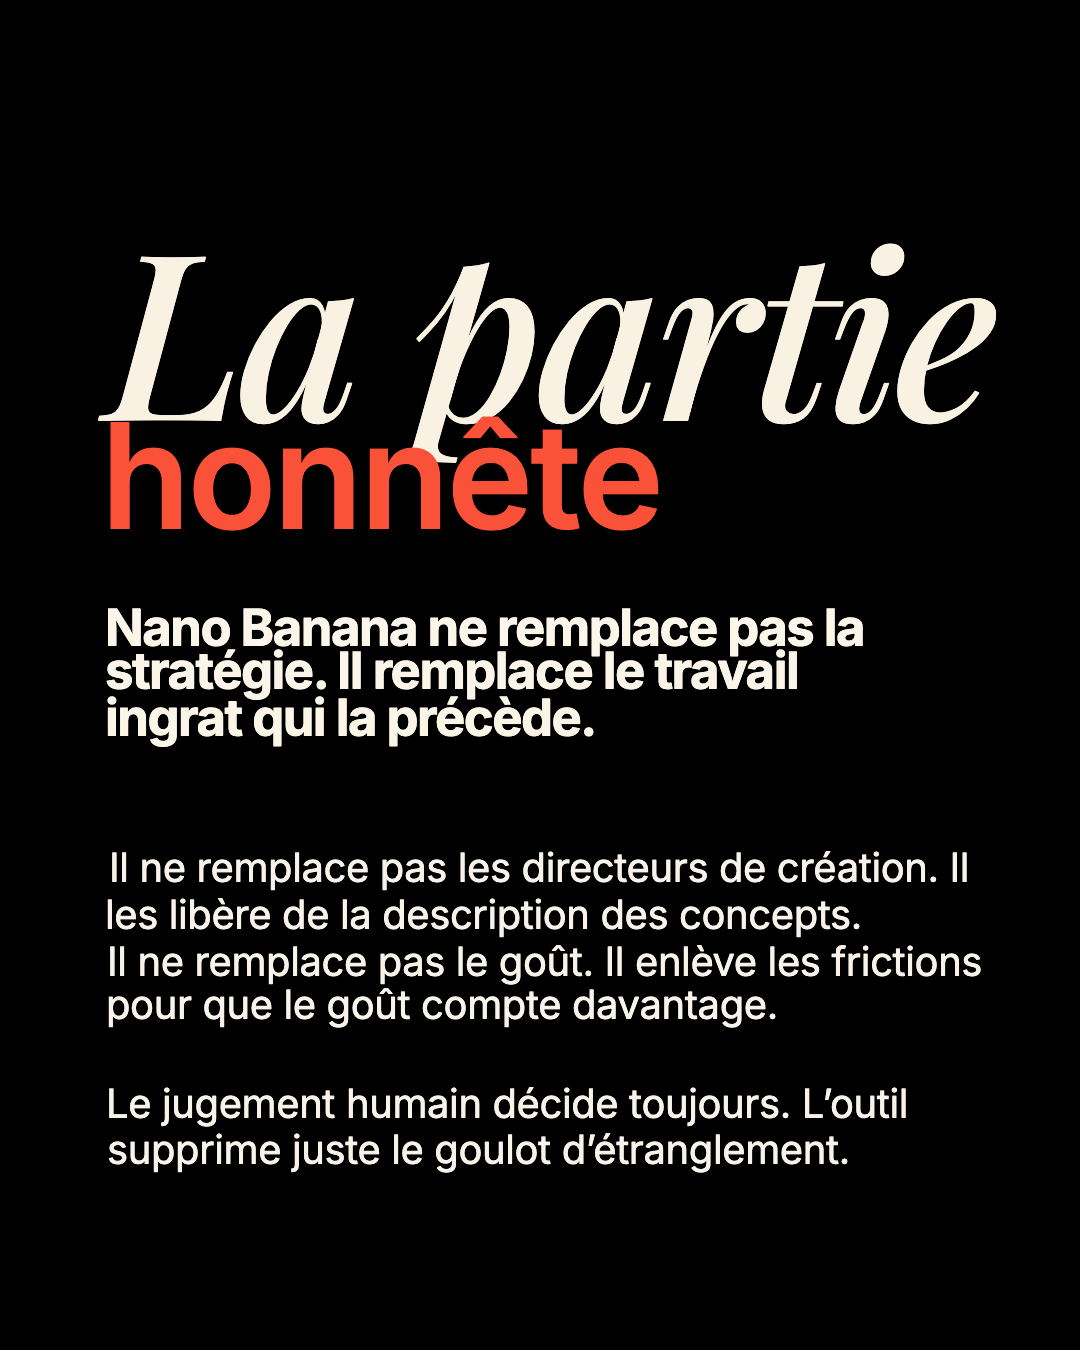 La partie
honnête
Nano Banana ne remplace pas la
stratégie. Il remplace le travail
ingrat qui la précède.
Il ne remplace pas les directeurs de création. Il
les libère de la description des concepts.
Il ne remplace pas le goût. Il enlève les frictions
pour que le goût compte davantage.
Le jugement humain décide toujours. L’outil
supprime juste le goulot d’étranglement.